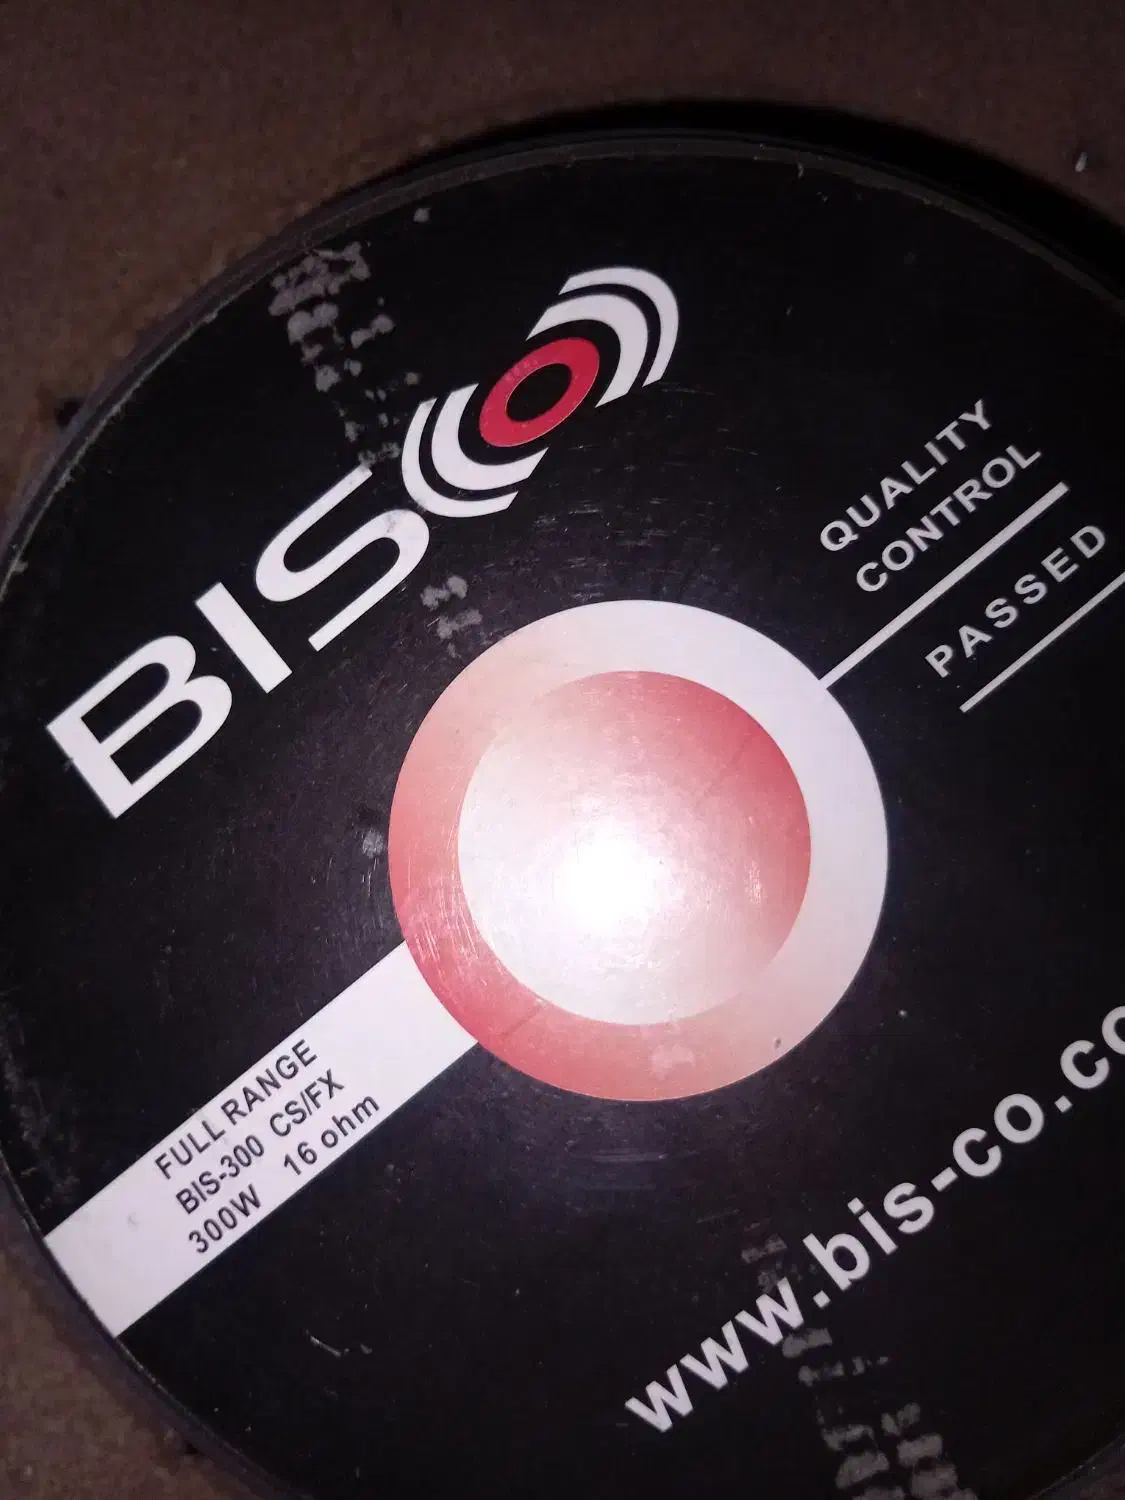 BIS
QUALITY
CONTROL
PASSED
FULL RANGE
BIS-300 CS/FX
300W 16 ohm
www.bis-co.co